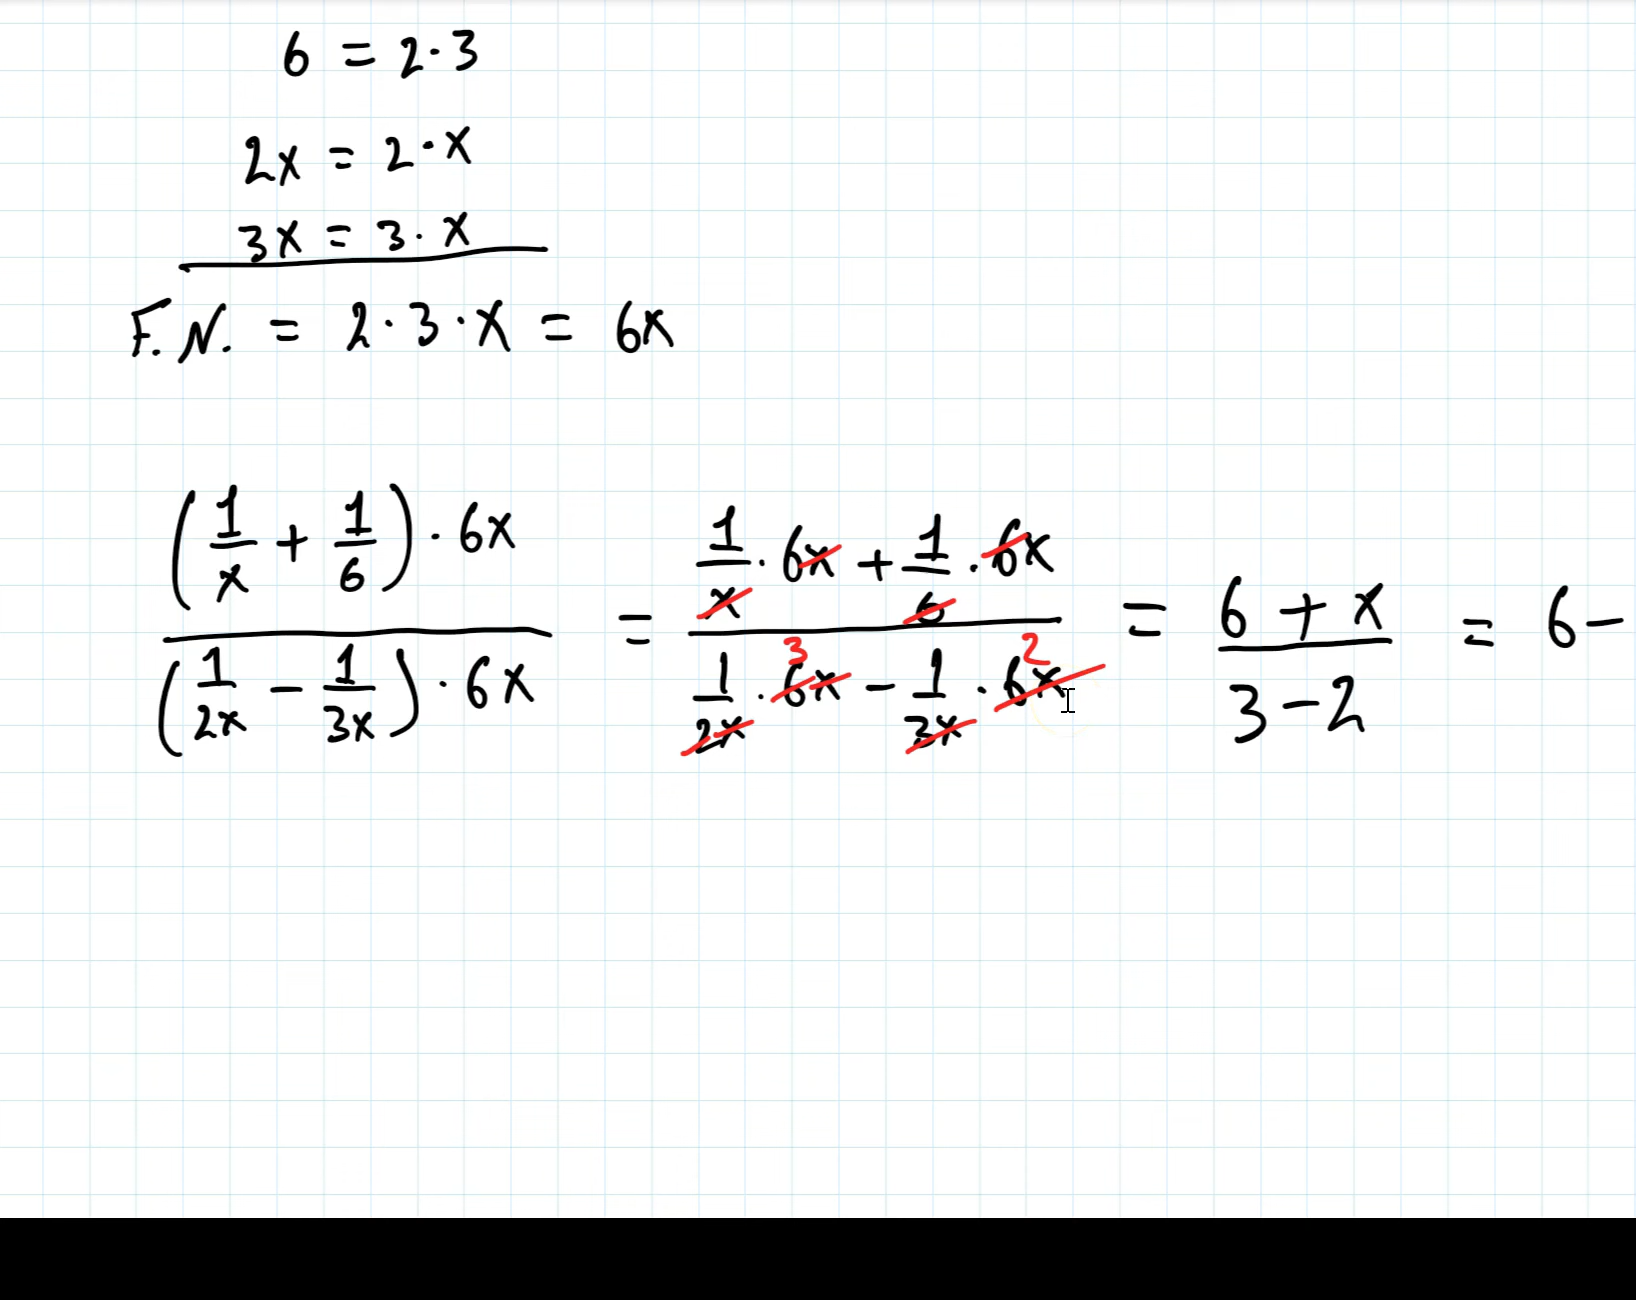 6 = 2·3
2x = 2·x
3x = 3·x
F.N. = 2·3·x = 6x
(1/x + 1/6)·6x / (1/2x − 1/3x)·6x = (1/x·6x + 1/6·6x) / (1/2x·6x − 1/3x·6x) = (6 + x) / (3 − 2) = 6 −
3 2